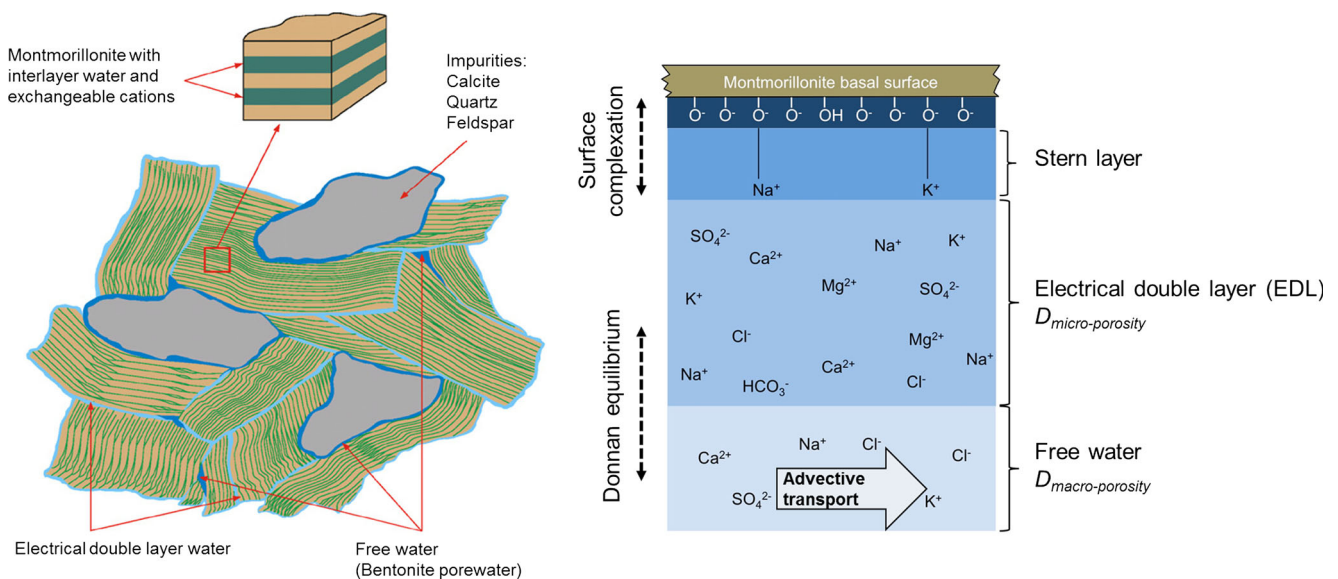 Montmorillonite with
interlayer water and
exchangeable cations
Impurities:
Calcite
Quartz
Feldspar
Electrical double layer water
Free water
(Bentonite porewater)
Surface
complexation
Donnan equilibrium
Montmorillonite basal surface
O⁻ O⁻ O⁻ O⁻ OH O⁻ O⁻ O⁻ O⁻
Na⁺ K⁺
Stern layer
SO₄²⁻ Ca²⁺ Na⁺ K⁺
K⁺ Mg²⁺ SO₄²⁻
Cl⁻ Mg²⁺
Na⁺ HCO₃⁻ Ca²⁺ Cl⁻ Na⁺
Electrical double layer (EDL)
D micro-porosity
Ca²⁺ Na⁺ Cl⁻ Cl⁻
SO₄²⁻ K⁺
Advective
transport
Free water
D macro-porosity